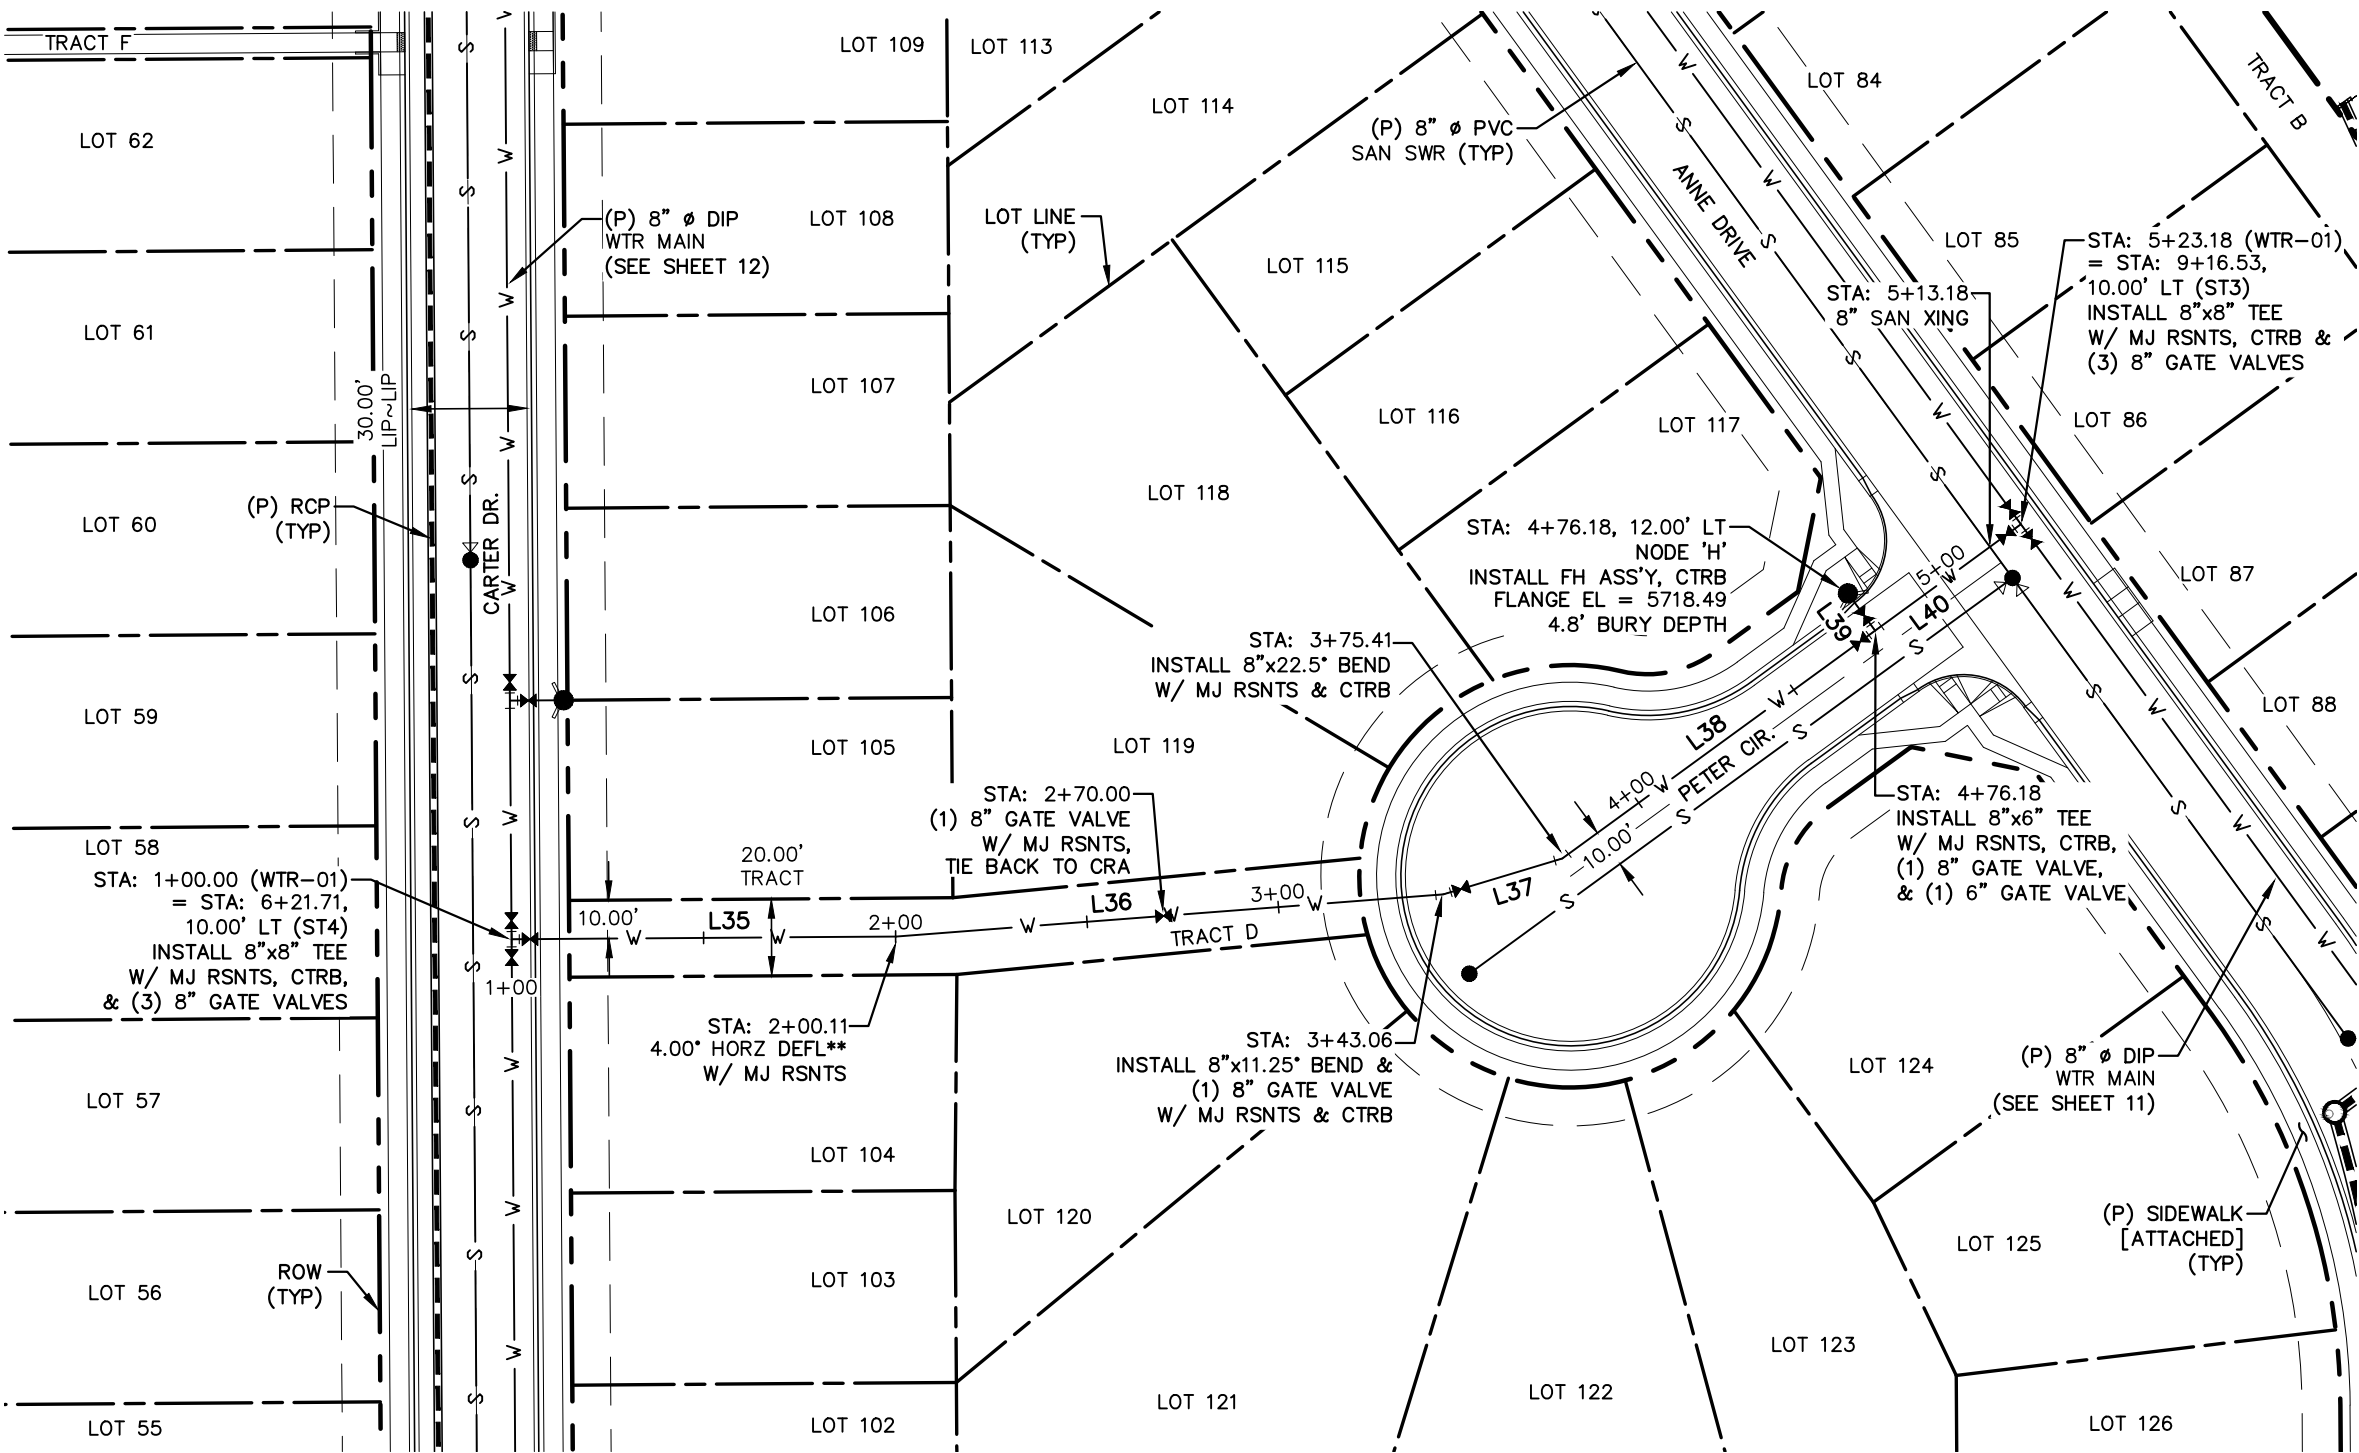 TRACT F
LOT 62
LOT 61
LOT 60
LOT 59
LOT 58
LOT 57
LOT 56
LOT 55
30.00'
LIP~LIP
(P) RCP
(TYP)
CARTER DR.
ROW
(TYP)
STA: 1+00.00 (WTR-01)
= STA: 6+21.71,
10.00' LT (ST4)
INSTALL 8"x8" TEE
W/ MJ RSNTS, CTRB,
& (3) 8" GATE VALVES
1+00
(P) 8" ø DIP
WTR MAIN
(SEE SHEET 12)
LOT 109
LOT 108
LOT 107
LOT 106
LOT 105
LOT 104
LOT 103
LOT 102
20.00'
TRACT
10.00'
L35
2+00
STA: 2+00.11
4.00° HORZ DEFL**
W/ MJ RSNTS
LOT 113
LOT 114
LOT 115
LOT 116
LOT 117
LOT 118
LOT 119
LOT LINE
(TYP)
STA: 2+70.00
(1) 8" GATE VALVE
W/ MJ RSNTS,
TIE BACK TO CRA
L36
3+00
TRACT D
STA: 3+43.06
INSTALL 8"x11.25° BEND &
(1) 8" GATE VALVE
W/ MJ RSNTS & CTRB
L37
STA: 3+75.41
INSTALL 8"x22.5° BEND
W/ MJ RSNTS & CTRB
10.00'
4+00
L38
PETER CIR.
STA: 4+76.18, 12.00' LT
NODE 'H'
INSTALL FH ASS'Y, CTRB
FLANGE EL = 5718.49
4.8' BURY DEPTH
L39
L40
5+00
STA: 4+76.18
INSTALL 8"x6" TEE
W/ MJ RSNTS, CTRB,
(1) 8" GATE VALVE,
& (1) 6" GATE VALVE
(P) 8" ø PVC
SAN SWR (TYP)
ANNE DRIVE
STA: 5+13.18
8" SAN XING
STA: 5+23.18 (WTR-01)
= STA: 9+16.53,
10.00' LT (ST3)
INSTALL 8"x8" TEE
W/ MJ RSNTS, CTRB &
(3) 8" GATE VALVES
TRACT B
LOT 84
LOT 85
LOT 86
LOT 87
LOT 88
(P) 8" ø DIP
WTR MAIN
(SEE SHEET 11)
(P) SIDEWALK
[ATTACHED]
(TYP)
LOT 120
LOT 121
LOT 122
LOT 123
LOT 124
LOT 125
LOT 126